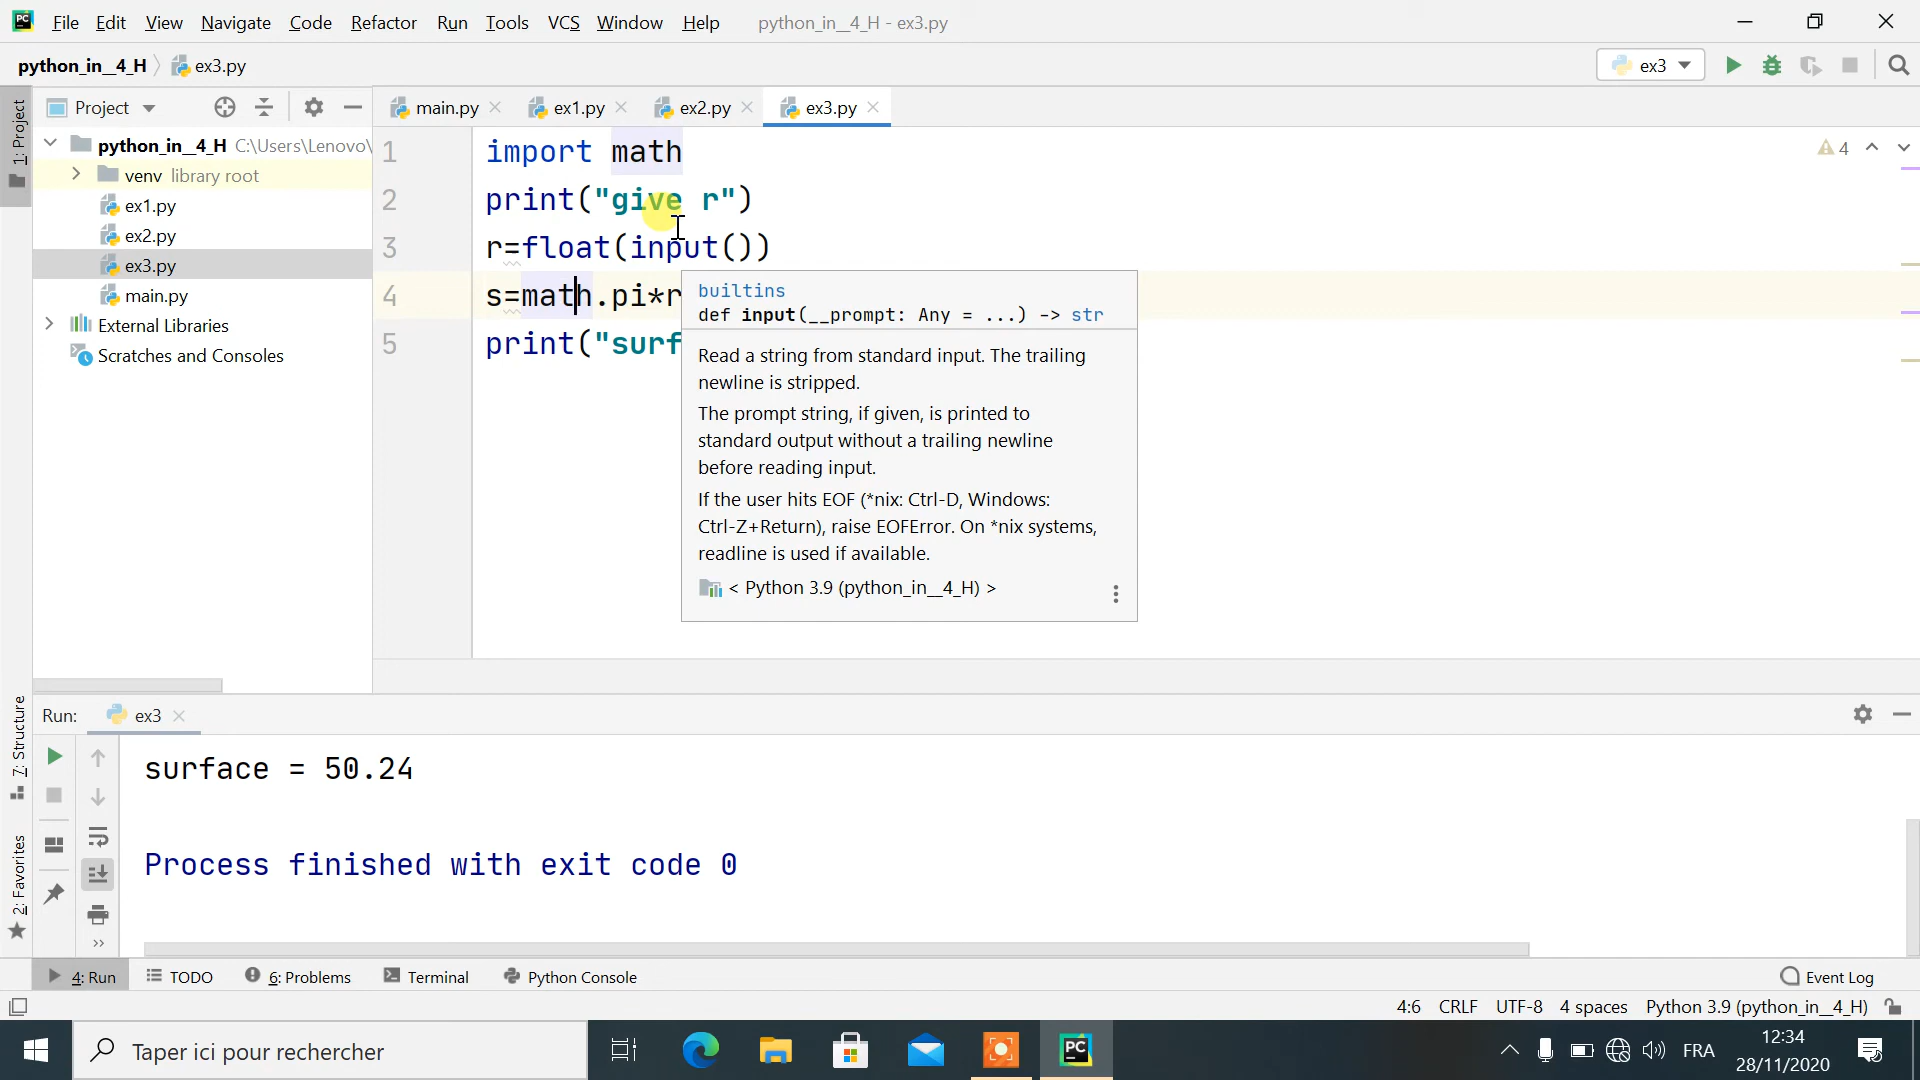 File Edit View Navigate Code Refactor Run Tools VCS Window Help python_in__4_H - ex3.py
python_in__4_H ex3.py
ex3
1: Project
Project
main.py ex1.py ex2.py ex3.py
python_in__4_H C:\Users\Lenovo\
venv library root
ex1.py
ex2.py
ex3.py
main.py
External Libraries
Scratches and Consoles
4
1 import math
2 print("give r")
3 r=float(input())
4 s=math.pi*r
5 print("surf
builtins
def input(__prompt: Any = ...) -> str
Read a string from standard input. The trailing
newline is stripped.
The prompt string, if given, is printed to
standard output without a trailing newline
before reading input.
If the user hits EOF (*nix: Ctrl-D, Windows:
Ctrl-Z+Return), raise EOFError. On *nix systems,
readline is used if available.
< Python 3.9 (python_in__4_H) >
7: Structure
2: Favorites
Run: ex3
surface = 50.24
Process finished with exit code 0
4: Run TODO 6: Problems Terminal Python Console Event Log
4:6 CRLF UTF-8 4 spaces Python 3.9 (python_in__4_H)
Taper ici pour rechercher
PC
FRA
12:34
28/11/2020